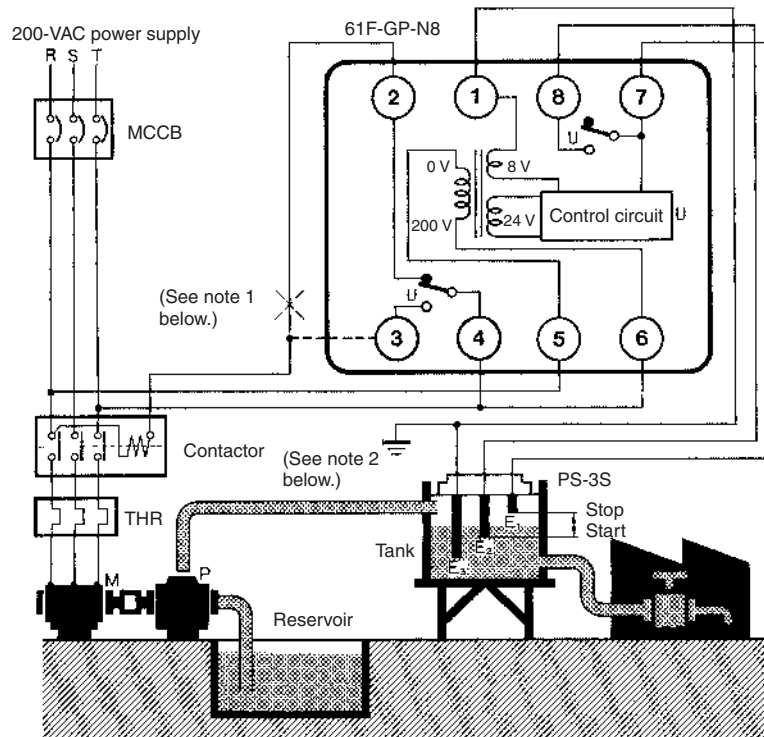 200-VAC power supply
61F-GP-N8
R S T
MCCB
2
1
8
7
U
0 V
8 V
200 V
24 V
Control circuit
U
(See note 1
below.)
U
3
4
5
6
Contactor
(See note 2
below.)
PS-3S
THR
Stop
Start
E₁
E₂
E₃
Tank
M
P
Reservoir